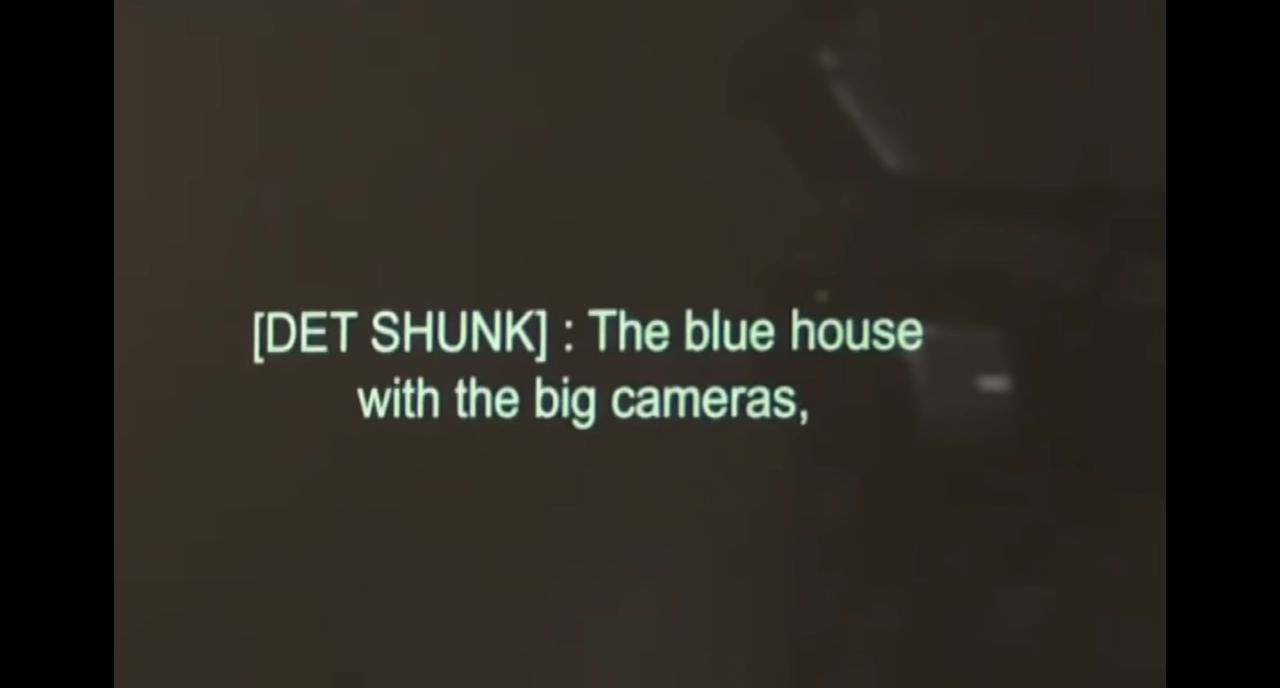 [DET SHUNK] : The blue house
with the big cameras,